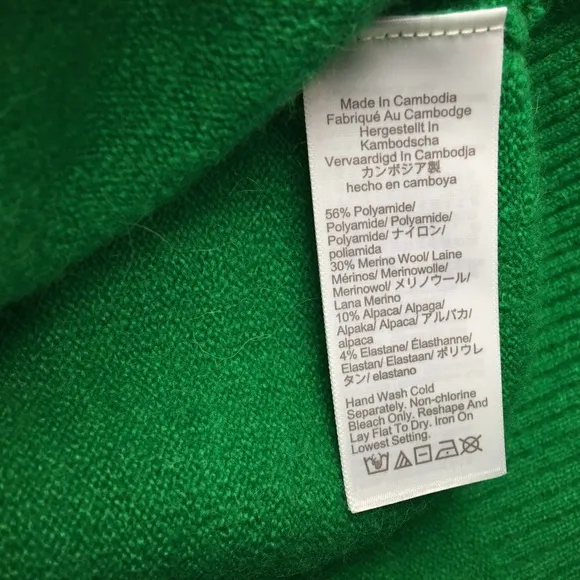 Made In Cambodia
Fabriqué Au Cambodge
Hergestellt In
Kambodscha
Vervaardigd In Cambodja
カンボジア製
hecho en camboya
56% Polyamide/
Polyamide/ Polyamide/
Polyamide/ ナイロン/
poliamida
30% Merino Wool/ Laine
Mérinos/ Merinowolle/
Merinowol/ メリノウール/
Lana Merino
10% Alpaca/ Alpaga/
Alpaka/ Alpaca/ アルパカ/
alpaca
4% Elastane/ Élasthanne/
Elastan/ Elastaan/ ポリウレ
タン/ elastano
Hand Wash Cold
Separately. Non-chlorine
Bleach Only. Reshape And
Lay Flat To Dry. Iron On
Lowest Setting.